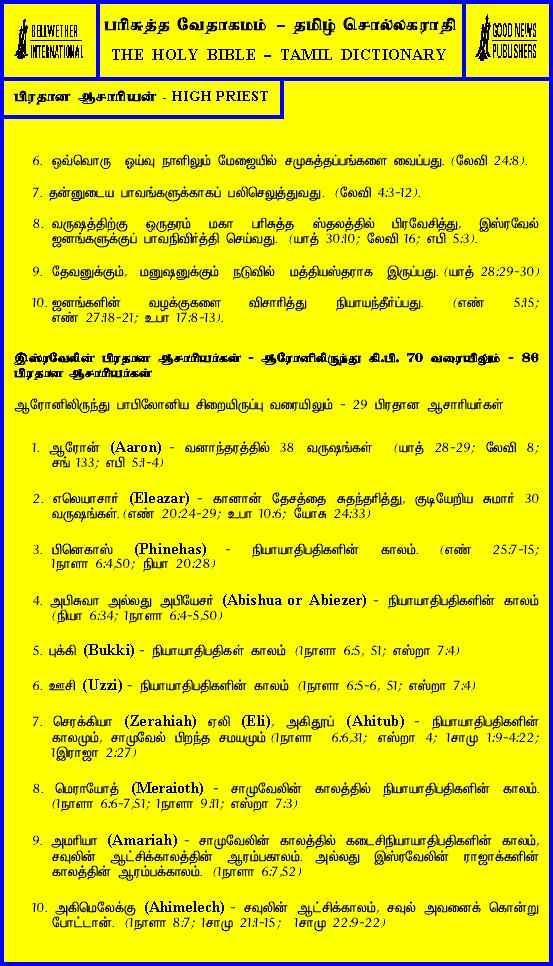 BELLWETHER
INTERNATIONAL
பரிசுத்த வேதாகமம் – தமிழ் சொல்லகராதி
THE HOLY BIBLE – TAMIL DICTIONARY
GOOD NEWS
PUBLISHERS
பிரதான ஆசாரியன் - HIGH PRIEST
6. ஒவ்வொரு ஓய்வு நாளிலும் மேஜையில் சமுகத்தப்பங்களை வைப்பது. (லேவி 24:8).
7. தன்னுடைய பாவங்களுக்காகப் பலிசெலுத்துவது. (லேவி 4:3-12).
8. வருஷத்திற்கு ஒருதரம் மகா பரிசுத்த ஸ்தலத்தில் பிரவேசித்து, இஸ்ரவேல்
ஜனங்களுக்குப் பாவநிவிர்த்தி செய்வது. (யாத் 30:10; லேவி 16; எபி 5:3).
9. தேவனுக்கும், மனுஷனுக்கும் நடுவில் மத்தியஸ்தராக இருப்பது. (யாத் 28:29-30)
10. ஜனங்களின் வழக்குகளை விசாரித்து நியாயந்தீர்ப்பது. (எண் 5:15;
எண் 27:18-21; உபா 17:8-13).
இஸ்ரவேலின் பிரதான ஆசாரியர்கள் - ஆரோனிலிருந்து கி.பி. 70 வரையிலும் - 86
பிரதான ஆசாரியர்கள்
ஆரோனிலிருந்து பாபிலோனிய சிறையிருப்பு வரையிலும் - 29 பிரதான ஆசாரியர்கள்
1. ஆரோன் (Aaron) - வனாந்தரத்தில் 38 வருஷங்கள் (யாத் 28-29; லேவி 8;
சங் 133; எபி 5:1-4)
2. எலெயாசார் (Eleazar) - கானான் தேசத்தை சுதந்தரித்து, குடியேறிய சுமார் 30
வருஷங்கள். (எண் 20:24-29; உபா 10:6; யோசு 24:33)
3. பினெகாஸ் (Phinehas) - நியாயாதிபதிகளின் காலம். (எண் 25:7-15;
1நாளா 6:4,50; நியா 20:28)
4. அபிசுவா அல்லது அபியேசர் (Abishua or Abiezer) - நியாயாதிபதிகளின் காலம்
(நியா 6:34; 1நாளா 6:4-5,50)
5. புக்கி (Bukki) - நியாயாதிபதிகள் காலம் (1நாளா 6:5, 51; எஸ்றா 7:4)
6. ஊசி (Uzzi) - நியாயாதிபதிகளின் காலம் (1நாளா 6:5-6, 51; எஸ்றா 7:4)
7. செரக்கியா (Zerahiah) ஏலி (Eli), அகிதூப் (Ahitub) - நியாயாதிபதிகளின்
காலமும், சாமுவேல் பிறந்த சமயமும் (1நாளா 6:6,31; எஸ்றா 4; 1சாமு 1:9-4:22;
1இராஜா 2:27)
8. மெராயோத் (Meraioth) - சாமுவேலின் காலத்தில் நியாயாதிபதிகளின் காலம்.
(1நாளா 6:6-7,51; 1நாளா 9:11; எஸ்றா 7:3)
9. அமரியா (Amariah) - சாமுவேலின் காலத்தில் கடைசிநியாயாதிபதிகளின் காலம்,
சவுலின் ஆட்சிக்காலத்தின் ஆரம்பகாலம். அல்லது இஸ்ரவேலின் ராஜாக்களின்
காலத்தின் ஆரம்பக்காலம். (1நாளா 6:7,52)
10. அகிமெலேக்கு (Ahimelech) - சவுலின் ஆட்சிக்காலம், சவுல் அவனைக் கொன்று
போட்டான். (1நாளா 8:7; 1சாமு 21:1-15; 1சாமு 22:9-22)